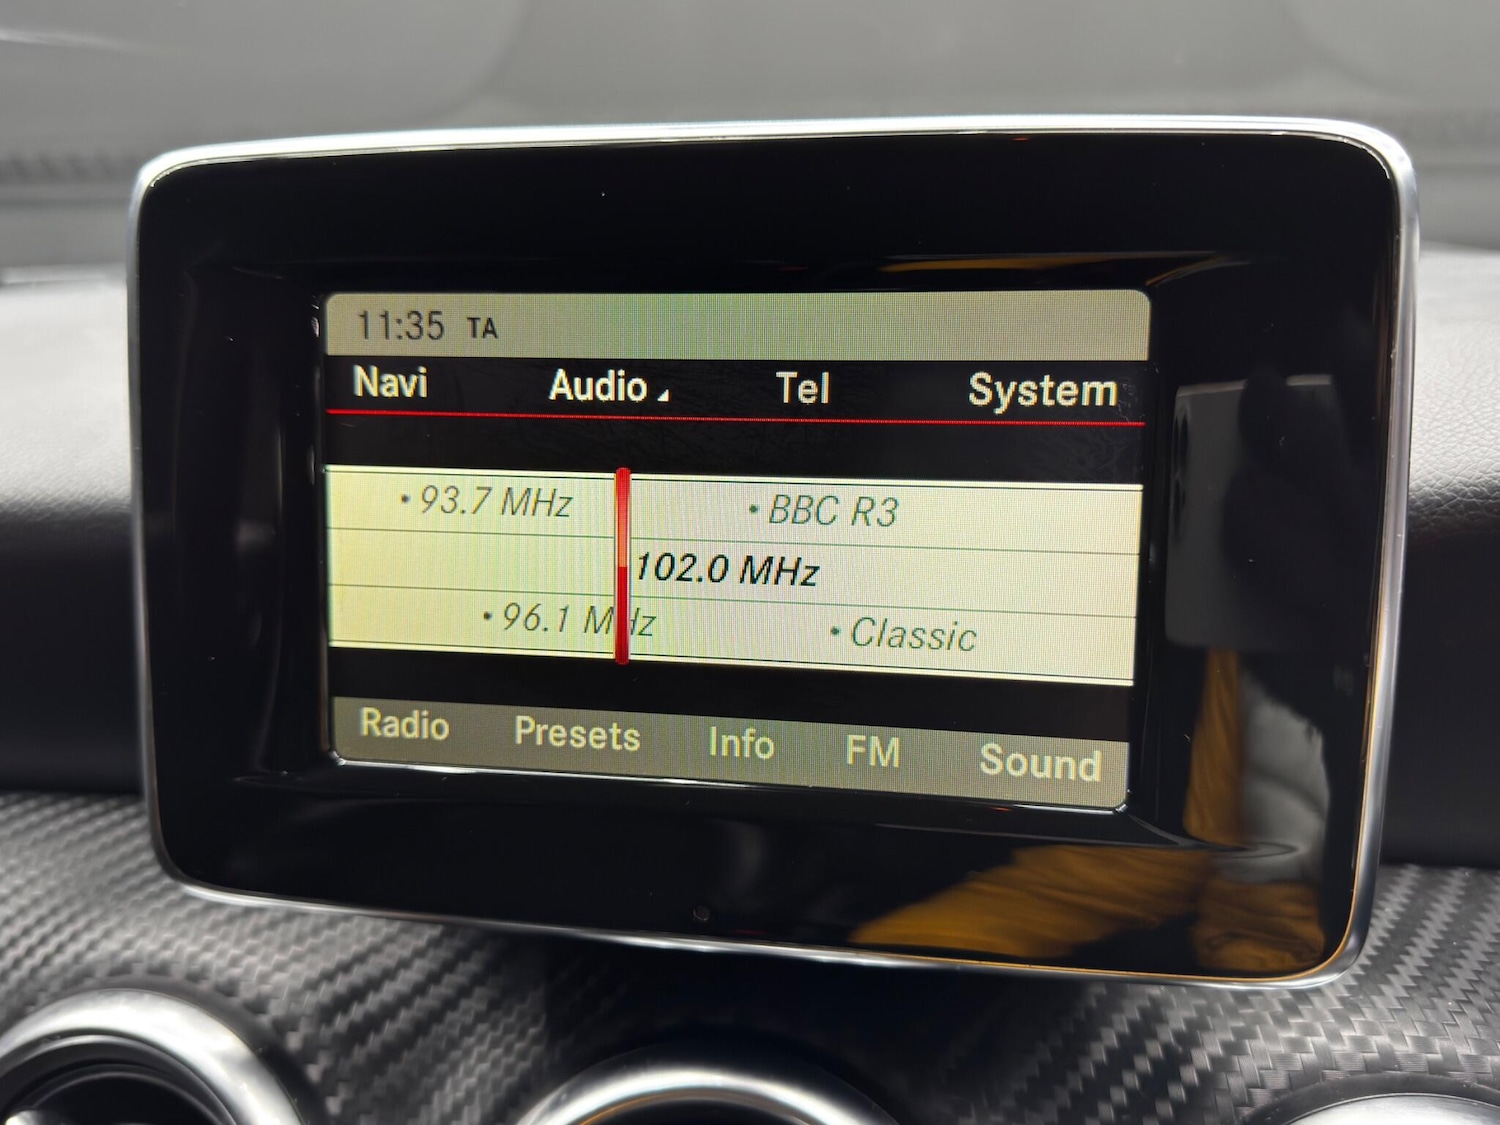 11:35 TA
Navi Audio Tel System
• 93.7 MHz • BBC R3
102.0 MHz
• 96.1 MHz • Classic
Radio Presets Info FM Sound